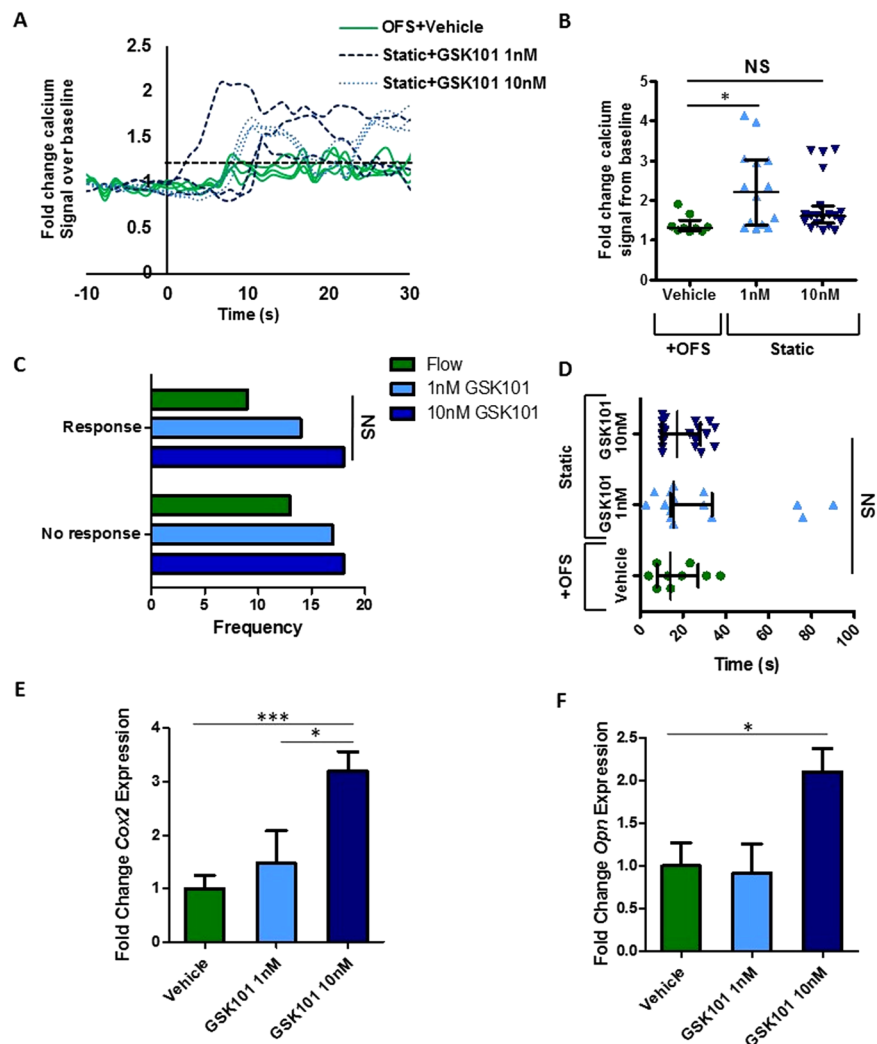 A
OFS+Vehicle
Static+GSK101 1nM
Static+GSK101 10nM
Fold change calcium
Signal over baseline
2.5
2
1.5
1
0.5
0
-10
0
10
20
30
Time (s)
B
NS
*
Fold change calcium
signal from baseline
5
4
3
2
1
0
Vehicle
1nM
10nM
+OFS
Static
C
Flow
1nM GSK101
10nM GSK101
Response
No response
NS
0
5
10
15
20
Frequency
D
Static
GSK101
10nM
GSK101
1nM
+OFS
Vehicle
NS
0
20
40
60
80
100
Time (s)
E
Fold Change Cox2 Expression
***
*
4
3
2
1
0
Vehicle
GSK101 1nM
GSK101 10nM
F
Fold Change Opn Expression
*
2.5
2.0
1.5
1.0
0.5
0.0
Vehicle
GSK101 1nM
GSK101 10nM